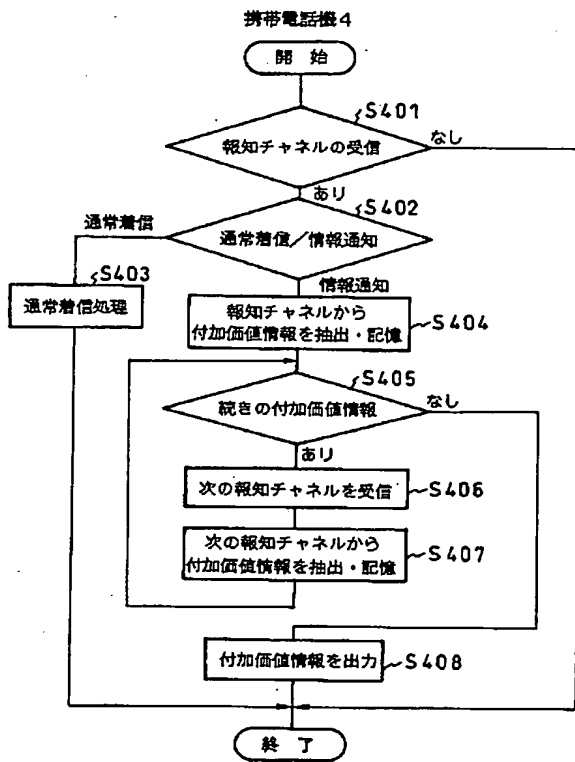 携帯電話機4
開 始
S401
報知チャネルの受信
なし
あり
S402
通常着信
通常着信／情報通知
S403
情報通知
通常着信処理
報知チャネルから
付加価値情報を抽出・記憶
S404
S405
続きの付加価値情報
なし
あり
次の報知チャネルを受信
S406
次の報知チャネルから
付加価値情報を抽出・記憶
S407
付加価値情報を出力
S408
終 了